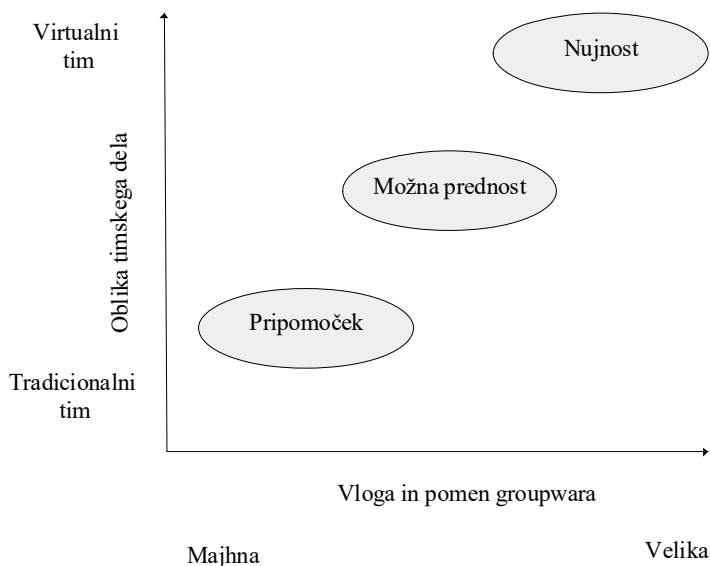 Virtualni
tim
Nujnost
Oblika timskega dela
Možna prednost
Pripomoček
Tradicionalni
tim
Vloga in pomen groupwara
Majhna
Velika